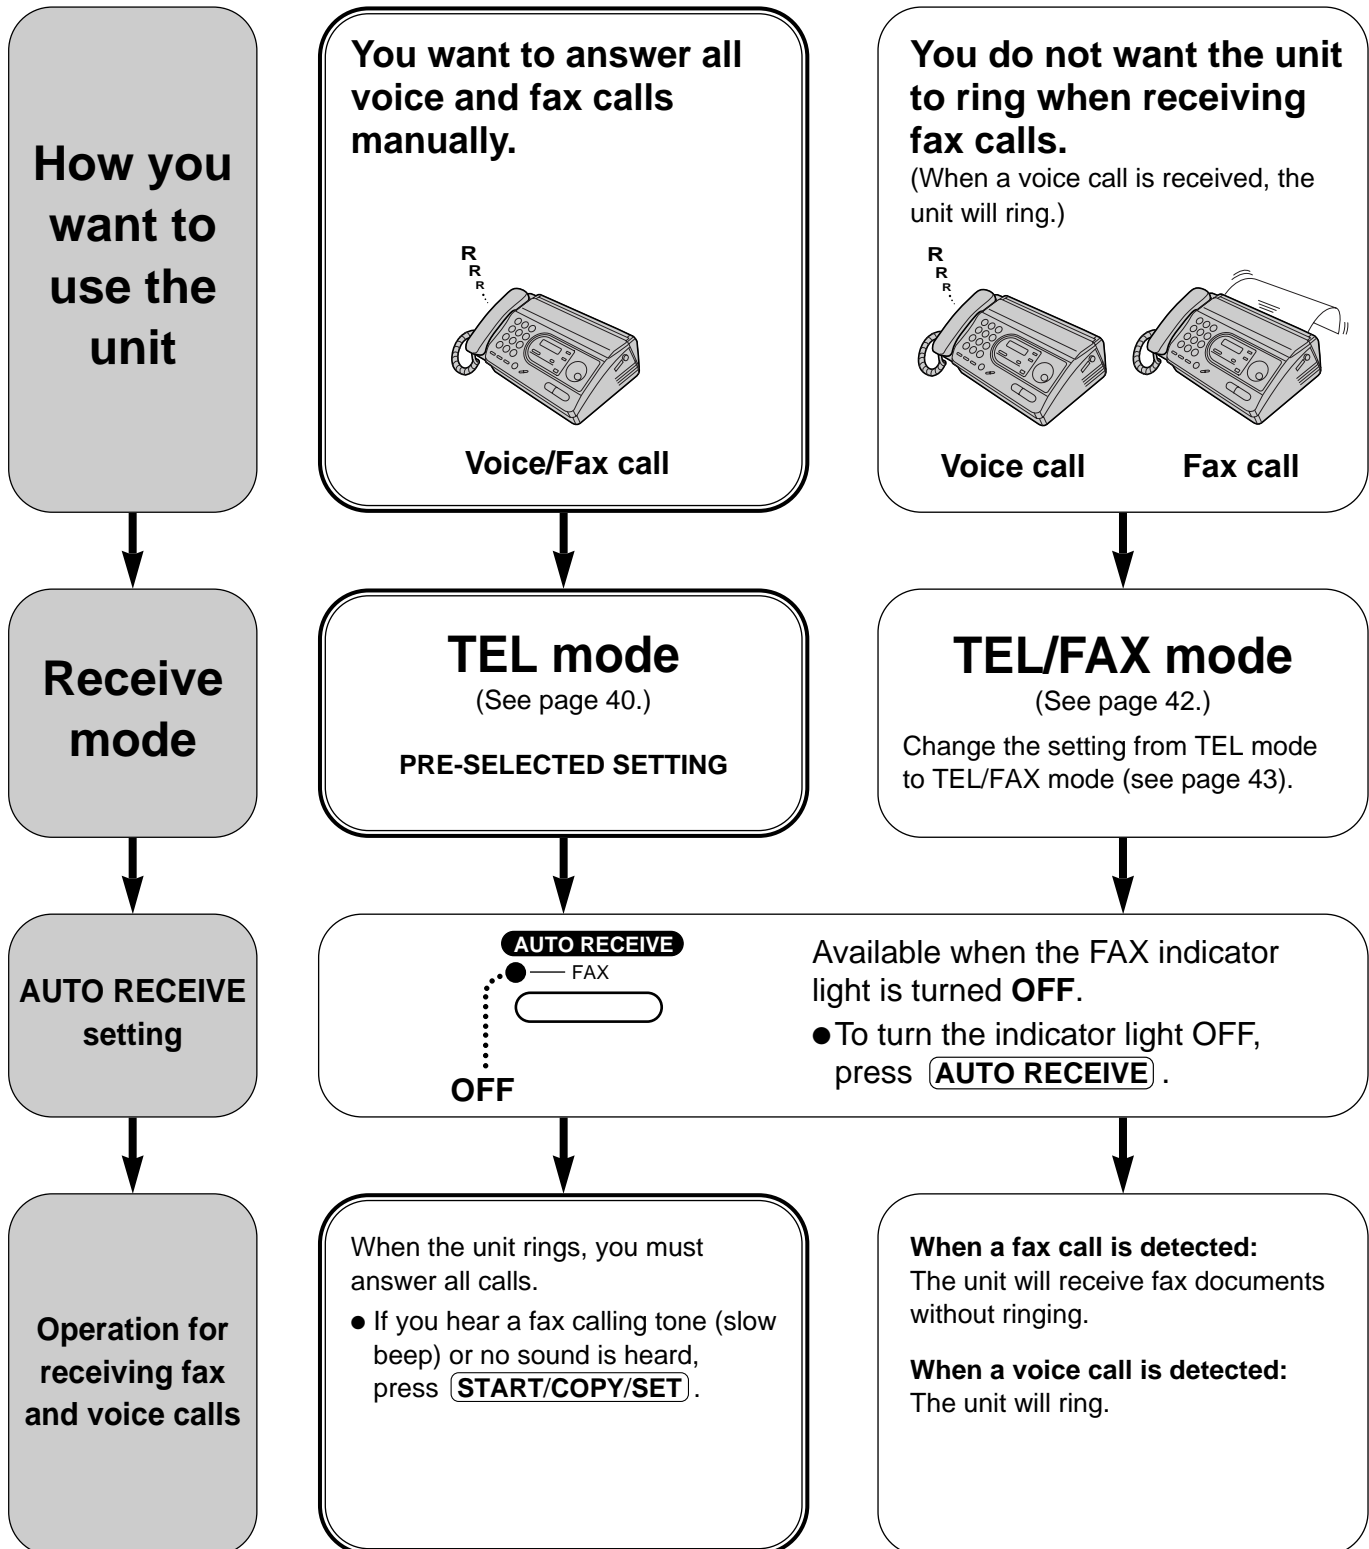 How you
want to
use the
unit
You want to answer all
voice and fax calls
manually.
R
R
R
Voice/Fax call
You do not want the unit
to ring when receiving
fax calls.
(When a voice call is received, the
unit will ring.)
R
R
R
Voice call
Fax call
Receive
mode
TEL mode
(See page 40.)
PRE-SELECTED SETTING
TEL/FAX mode
(See page 42.)
Change the setting from TEL mode
to TEL/FAX mode (see page 43).
AUTO RECEIVE
setting
AUTO RECEIVE
FAX
OFF
Available when the FAX indicator
light is turned OFF.
● To turn the indicator light OFF,
press AUTO RECEIVE .
Operation for
receiving fax
and voice calls
When the unit rings, you must
answer all calls.
● If you hear a fax calling tone (slow
beep) or no sound is heard,
press START/COPY/SET .
When a fax call is detected:
The unit will receive fax documents
without ringing.
When a voice call is detected:
The unit will ring.